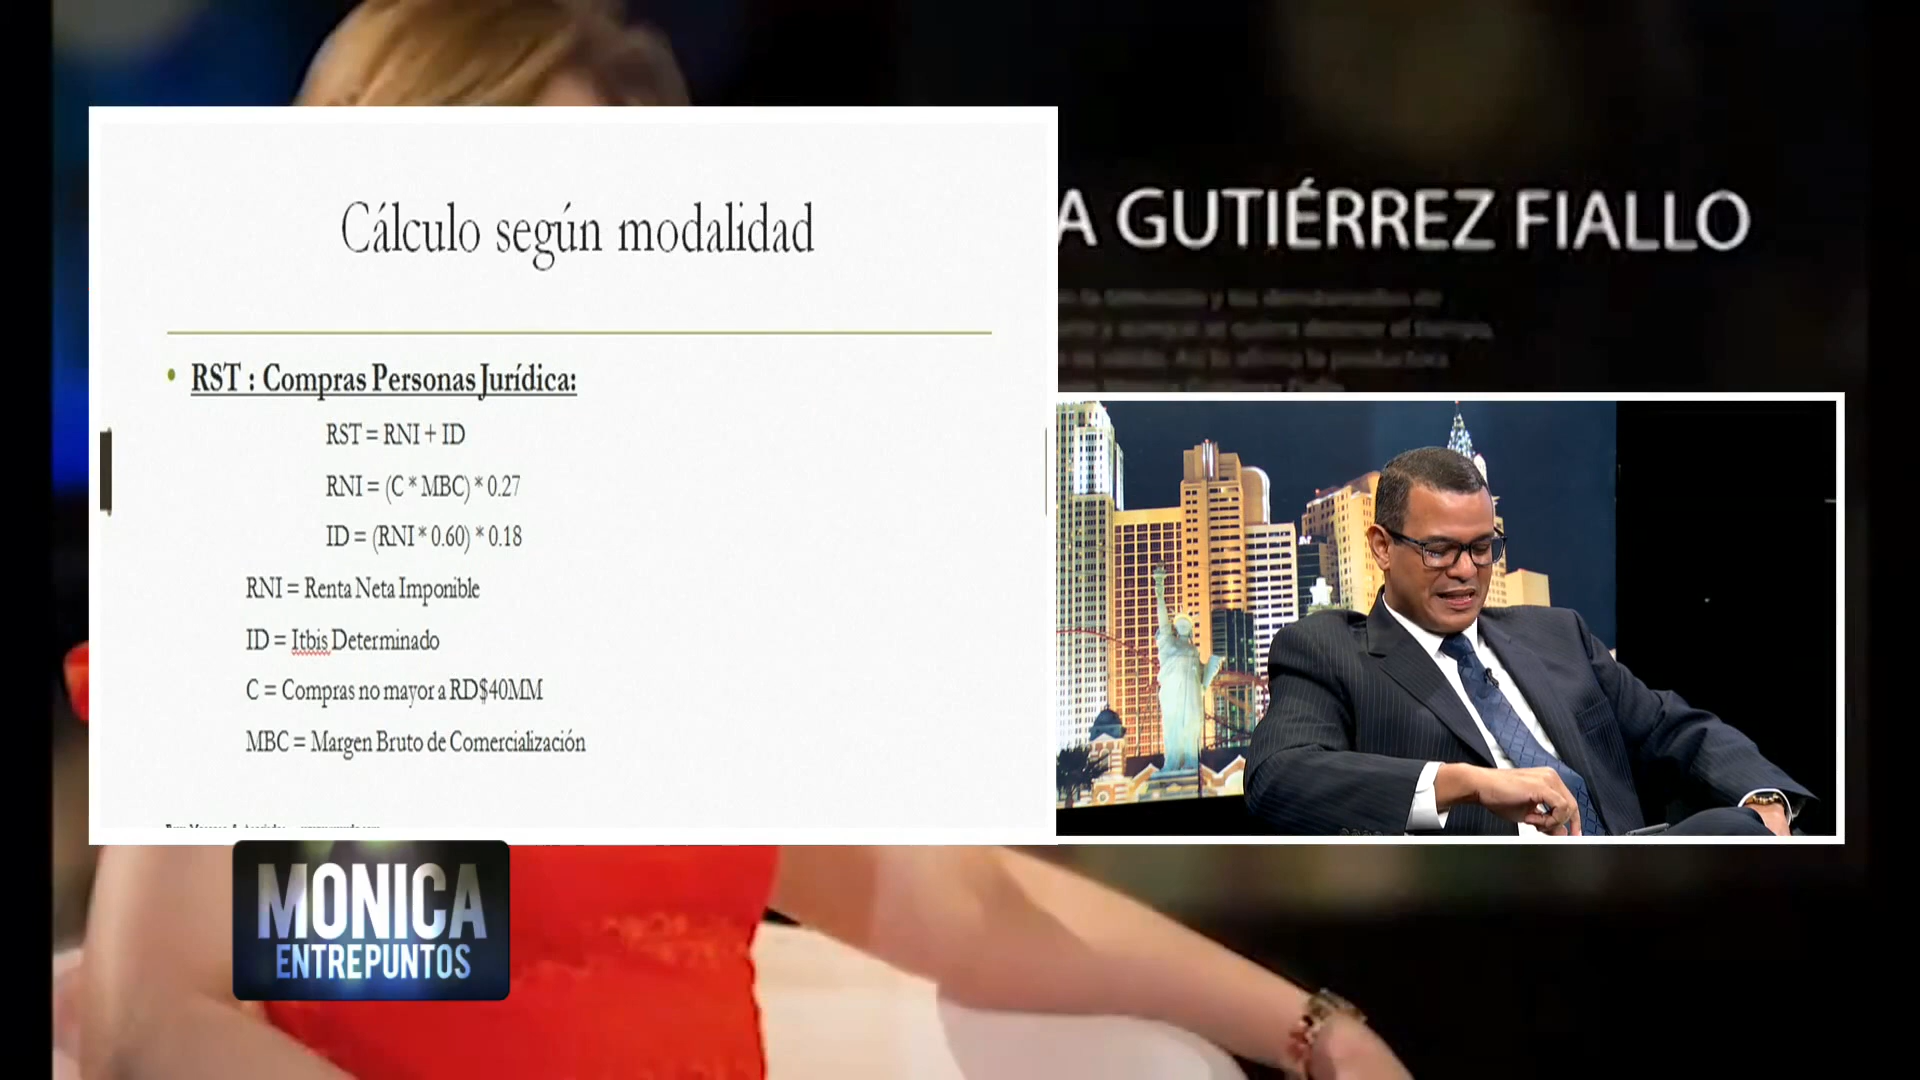 Cálculo según modalidad
A GUTIÉRREZ FIALLO
• RST : Compras Personas Jurídica:
RST = RNI + ID
RNI = (C * MBC) * 0.27
ID = (RNI * 0.60) * 0.18
RNI = Renta Neta Imponible
ID = Itbis Determinado
C = Compras no mayor a RD$40MM
MBC = Margen Bruto de Comercialización
MONICA
ENTREPUNTOS